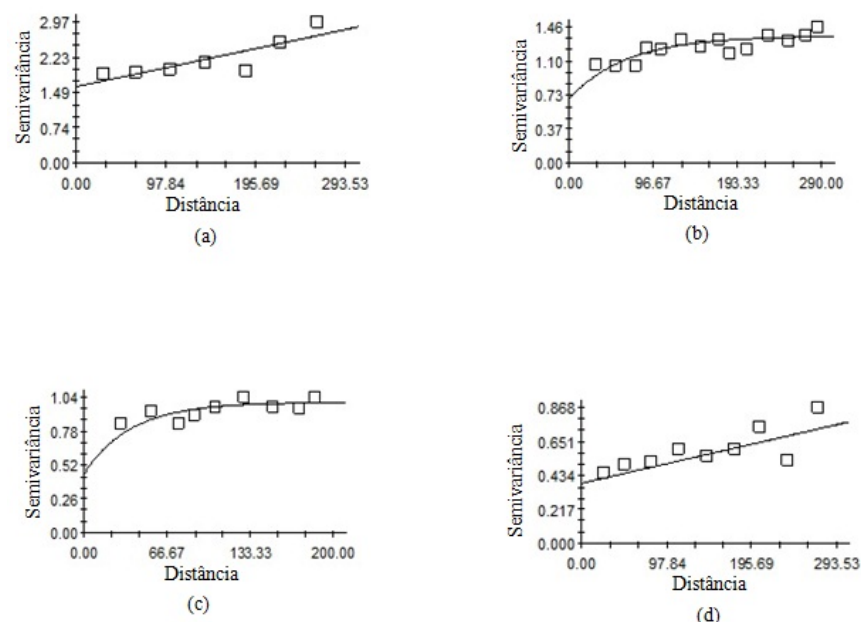 Semivariância
2.97
2.23
1.49
0.74
0.00
0.00 97.84 195.69 293.53
Distância
(a)
Semivariância
1.46
1.10
0.73
0.37
0.00
0.00 96.67 193.33 290.00
Distância
(b)
Semivariância
1.04
0.78
0.52
0.26
0.00
0.00 66.67 133.33 200.00
Distância
(c)
Semivariância
0.868
0.651
0.434
0.217
0.000
0.00 97.84 195.69 293.53
Distância
(d)